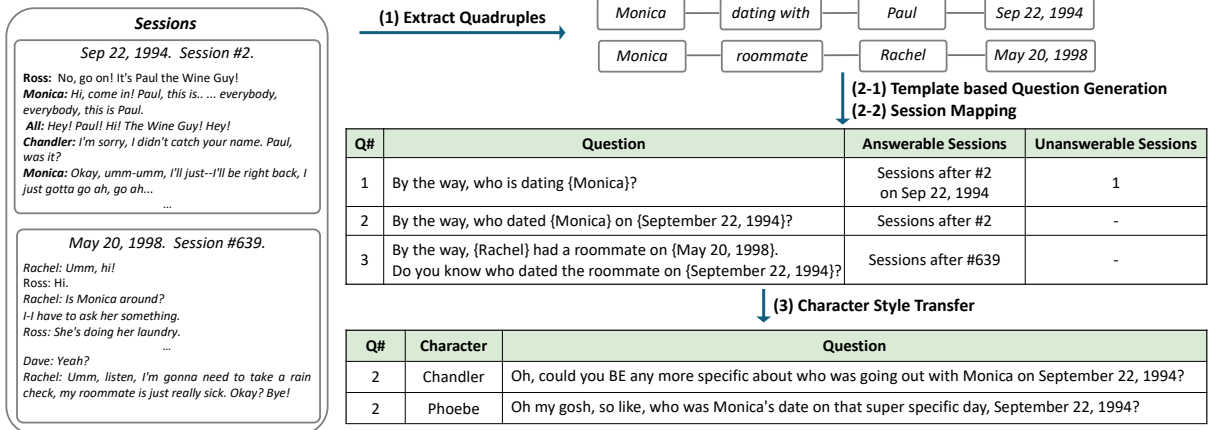 Sessions
Sep 22, 1994. Session #2.
Ross: No, go on! It's Paul the Wine Guy!
Monica: Hi, come in! Paul, this is.. ... everybody,
everybody, this is Paul.
All: Hey! Paul! Hi! The Wine Guy! Hey!
Chandler: I'm sorry, I didn't catch your name. Paul,
was it?
Monica: Okay, umm-umm, I'll just--I'll be right back, I
just gotta go ah, go ah...
...
May 20, 1998. Session #639.
Rachel: Umm, hi!
Ross: Hi.
Rachel: Is Monica around?
I-I have to ask her something.
Ross: She's doing her laundry.
...
Dave: Yeah?
Rachel: Umm, listen, I'm gonna need to take a rain
check, my roommate is just really sick. Okay? Bye!
(1) Extract Quadruples
Monica dating with Paul Sep 22, 1994
Monica roommate Rachel May 20, 1998
(2-1) Template based Question Generation
(2-2) Session Mapping
Q# Question Answerable Sessions Unanswerable Sessions
1 By the way, who is dating {Monica}? Sessions after #2 1
on Sep 22, 1994
2 By the way, who dated {Monica} on {September 22, 1994}? Sessions after #2 -
3 By the way, {Rachel} had a roommate on {May 20, 1998}. Sessions after #639 -
Do you know who dated the roommate on {September 22, 1994}?
(3) Character Style Transfer
Q# Character Question
2 Chandler Oh, could you BE any more specific about who was going out with Monica on September 22, 1994?
2 Phoebe Oh my gosh, so like, who was Monica's date on that super specific day, September 22, 1994?